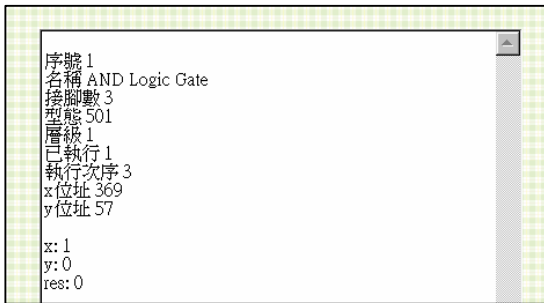 序號 1
名稱 AND Logic Gate
接腳數 3
型態 501
層級 1
已執行 1
執行次序 3
x位址 369
y位址 57
x: 1
y: 0
res: 0